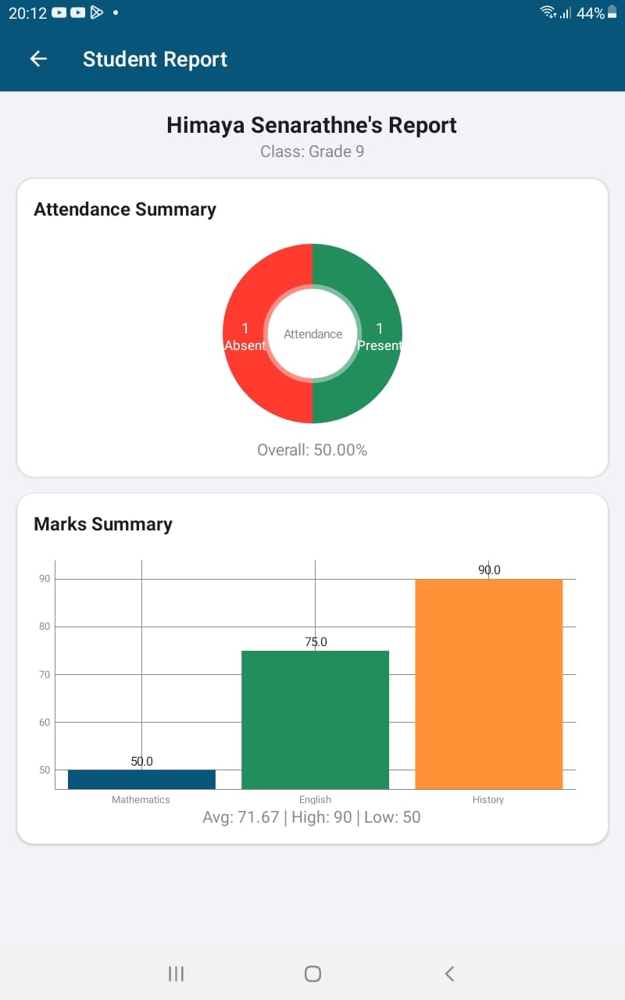 20:12
44%
Student Report
Himaya Senarathne's Report
Class: Grade 9
Attendance Summary
1
Absent
Attendance
1
Present
Overall: 50.00%
Marks Summary
90
80
70
60
50
50.0
75.0
90.0
Mathematics
English
History
Avg: 71.67 | High: 90 | Low: 50